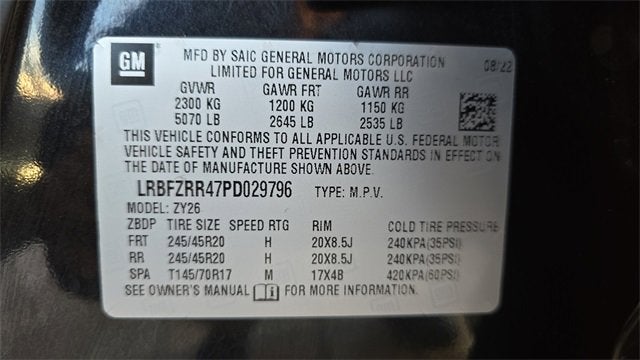 GM
MFD BY SAIC GENERAL MOTORS CORPORATION
LIMITED FOR GENERAL MOTORS LLC
08/22
GVWR GAWR FRT GAWR RR
2300 KG 1200 KG 1150 KG
5070 LB 2645 LB 2535 LB
THIS VEHICLE CONFORMS TO ALL APPLICABLE U.S. FEDERAL MOTOR
VEHICLE SAFETY AND THEFT PREVENTION STANDARDS IN EFFECT ON
THE DATE OF MANUFACTURE SHOWN ABOVE.
LRBFZRR47PD029796 TYPE: M.P.V.
MODEL: ZY26
ZBDP TIRE SIZE SPEED RTG RIM COLD TIRE PRESSURE
FRT 245/45R20 H 20X8.5J 240KPA(35PSI)
RR 245/45R20 H 20X8.5J 240KPA(35PSI)
SPA T145/70R17 M 17X4B 420KPA(60PSI)
SEE OWNER'S MANUAL FOR MORE INFORMATION.